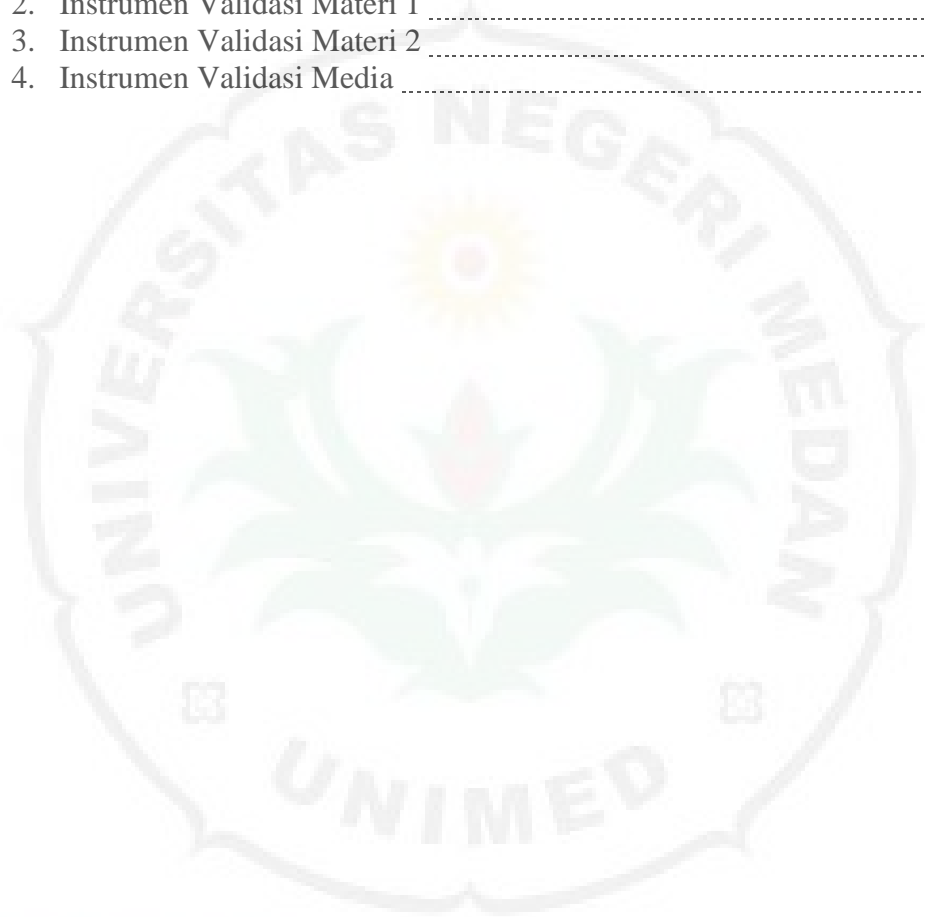 2. Instrumen Validasi Materi 1
3. Instrumen Validasi Materi 2
4. Instrumen Validasi Media
UNIVERSITAS NEGERI MEDAN
UNIMED